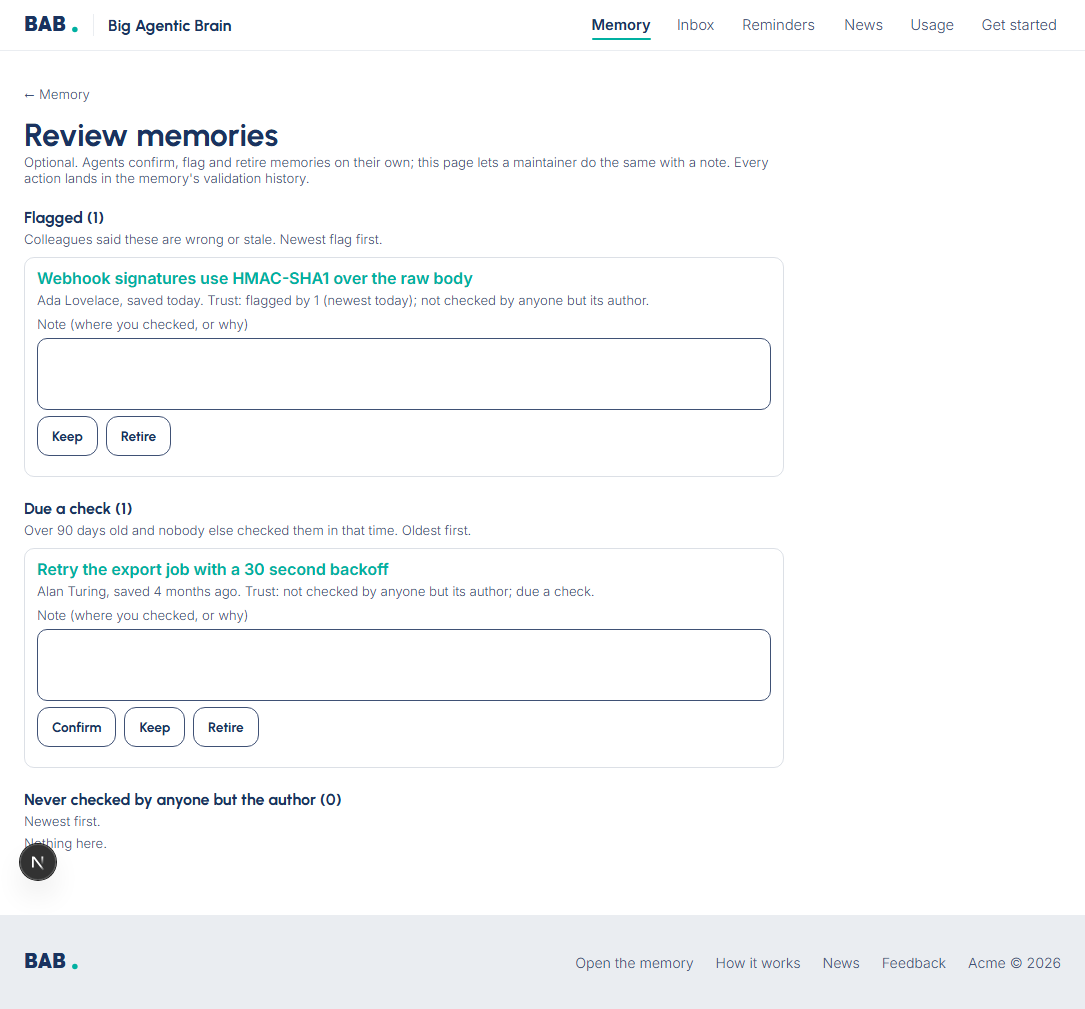 BAB.
Big Agentic Brain
Memory
Inbox
Reminders
News
Usage
Get started
← Memory
Review memories
Optional. Agents confirm, flag and retire memories on their own; this page lets a maintainer do the same with a note. Every
action lands in the memory's validation history.
Flagged (1)
Colleagues said these are wrong or stale. Newest flag first.
Webhook signatures use HMAC-SHA1 over the raw body
Ada Lovelace, saved today. Trust: flagged by 1 (newest today); not checked by anyone but its author.
Note (where you checked, or why)
Keep
Retire
Due a check (1)
Over 90 days old and nobody else checked them in that time. Oldest first.
Retry the export job with a 30 second backoff
Alan Turing, saved 4 months ago. Trust: not checked by anyone but its author; due a check.
Note (where you checked, or why)
Confirm
Keep
Retire
Never checked by anyone but the author (0)
Newest first.
Nothing here.
N
BAB.
Open the memory
How it works
News
Feedback
Acme © 2026